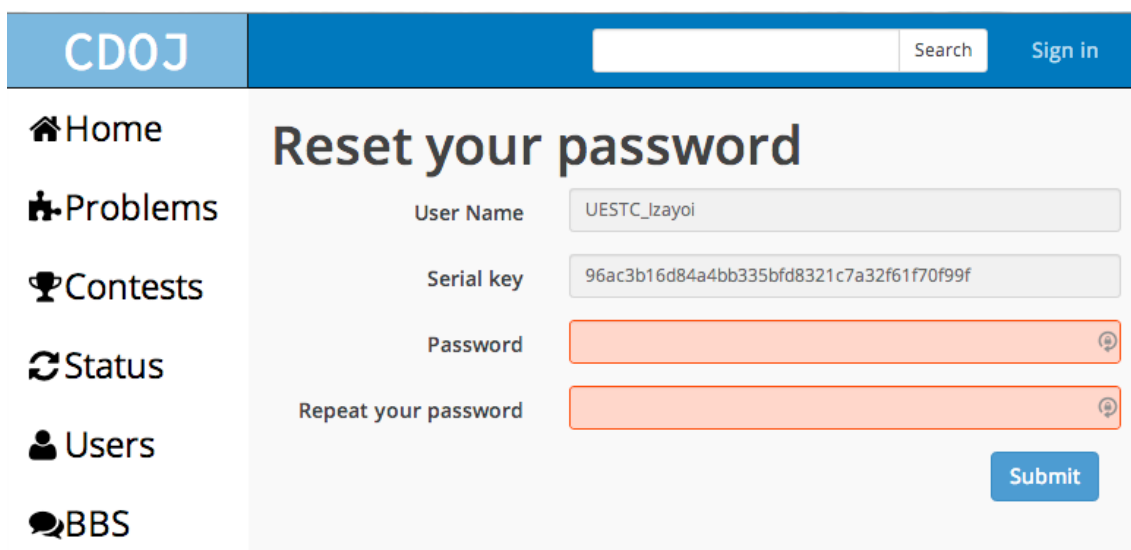 CDOJ
Search
Sign in
Home
Problems
Contests
Status
Users
BBS
Reset your password
User Name
UESTC_Izayoi
Serial key
96ac3b16d84a4bb335bfd8321c7a32f61f70f99f
Password
Repeat your password
Submit